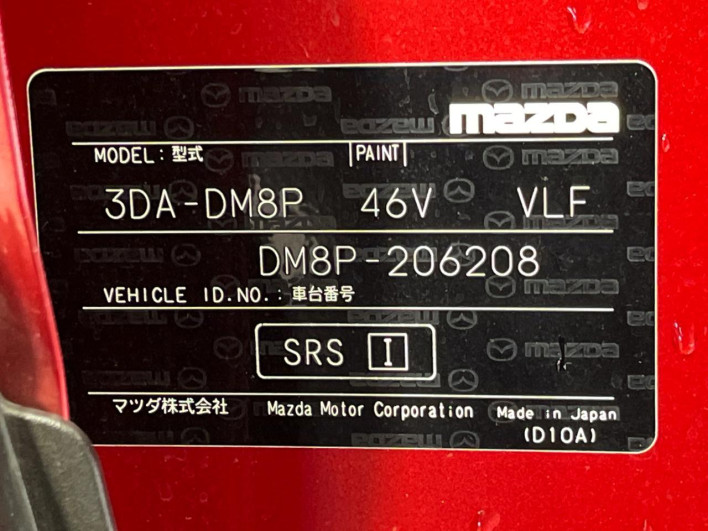 mazda
MODEL:型式 PAINT
3DA-DM8P 46V VLF
DM8P-206208
VEHICLE ID.NO.:車台番号
SRS I
マツダ株式会社 Mazda Motor Corporation Made in Japan
(D10A)